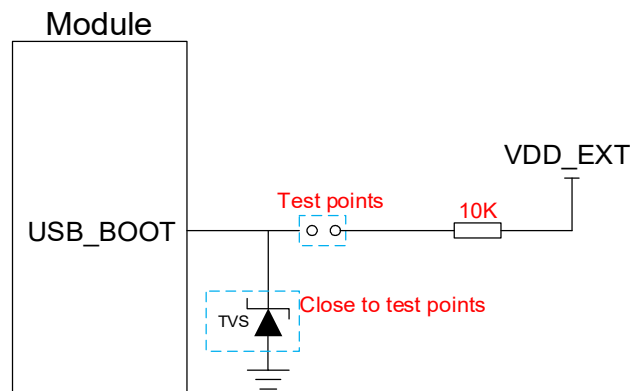 Module
VDD_EXT
Test points
10K
USB_BOOT
Close to test points
TVS